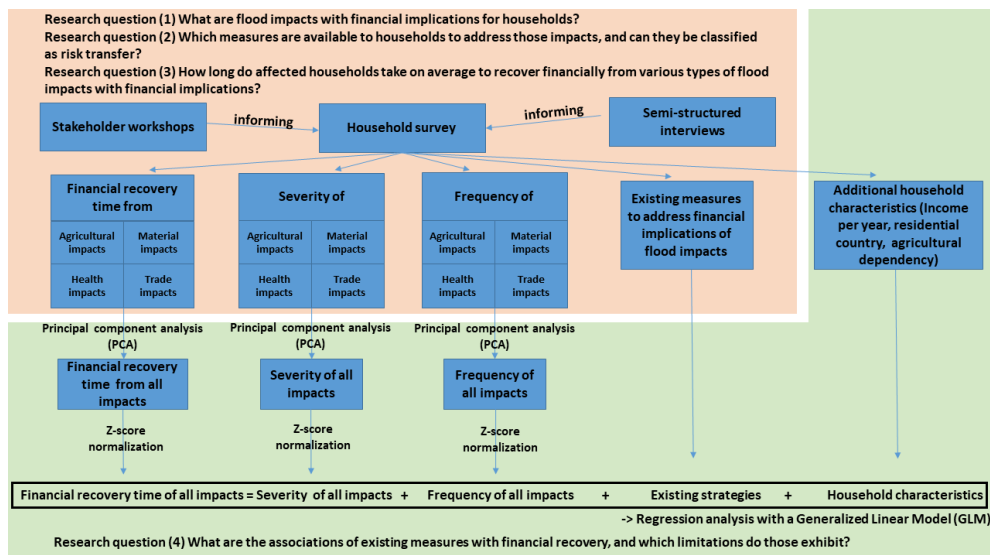 Research question (1) What are flood impacts with financial implications for households?
Research question (2) Which measures are available to households to address those impacts, and can they be classified
as risk transfer?
Research question (3) How long do affected households take on average to recover financially from various types of flood
impacts with financial implications?
Stakeholder workshops
informing
Household survey
informing
Semi-structured
interviews
Financial recovery
time from
Agricultural
impacts
Material
impacts
Health
impacts
Trade
impacts
Severity of
Agricultural
impacts
Material
impacts
Health
impacts
Trade
impacts
Frequency of
Agricultural
impacts
Material
impacts
Health
impacts
Trade
impacts
Existing measures
to address financial
implications of
flood impacts
Additional household
characteristics (Income
per year, residential
country, agricultural
dependency)
Principal component analysis
(PCA)
Principal component analysis
(PCA)
Principal component analysis
(PCA)
Financial recovery
time from all
impacts
Severity of all
impacts
Frequency of
all impacts
Z-score
normalization
Z-score
normalization
Z-score
normalization
Financial recovery time of all impacts = Severity of all impacts + Frequency of all impacts + Existing strategies + Household characteristics
-> Regression analysis with a Generalized Linear Model (GLM)
Research question (4) What are the associations of existing measures with financial recovery, and which limitations do those exhibit?